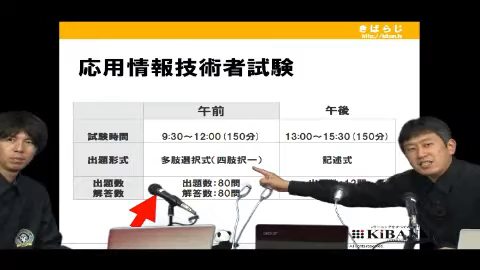 きばらじ
応用情報技術者試験
午前 午後
試験時間 9:30～12:00(150分) 13:00～15:30(150分)
出題形式 多肢選択式(四肢択一) 記述式
出題数 出題数:80問
解答数 解答数:80問
KiBAN